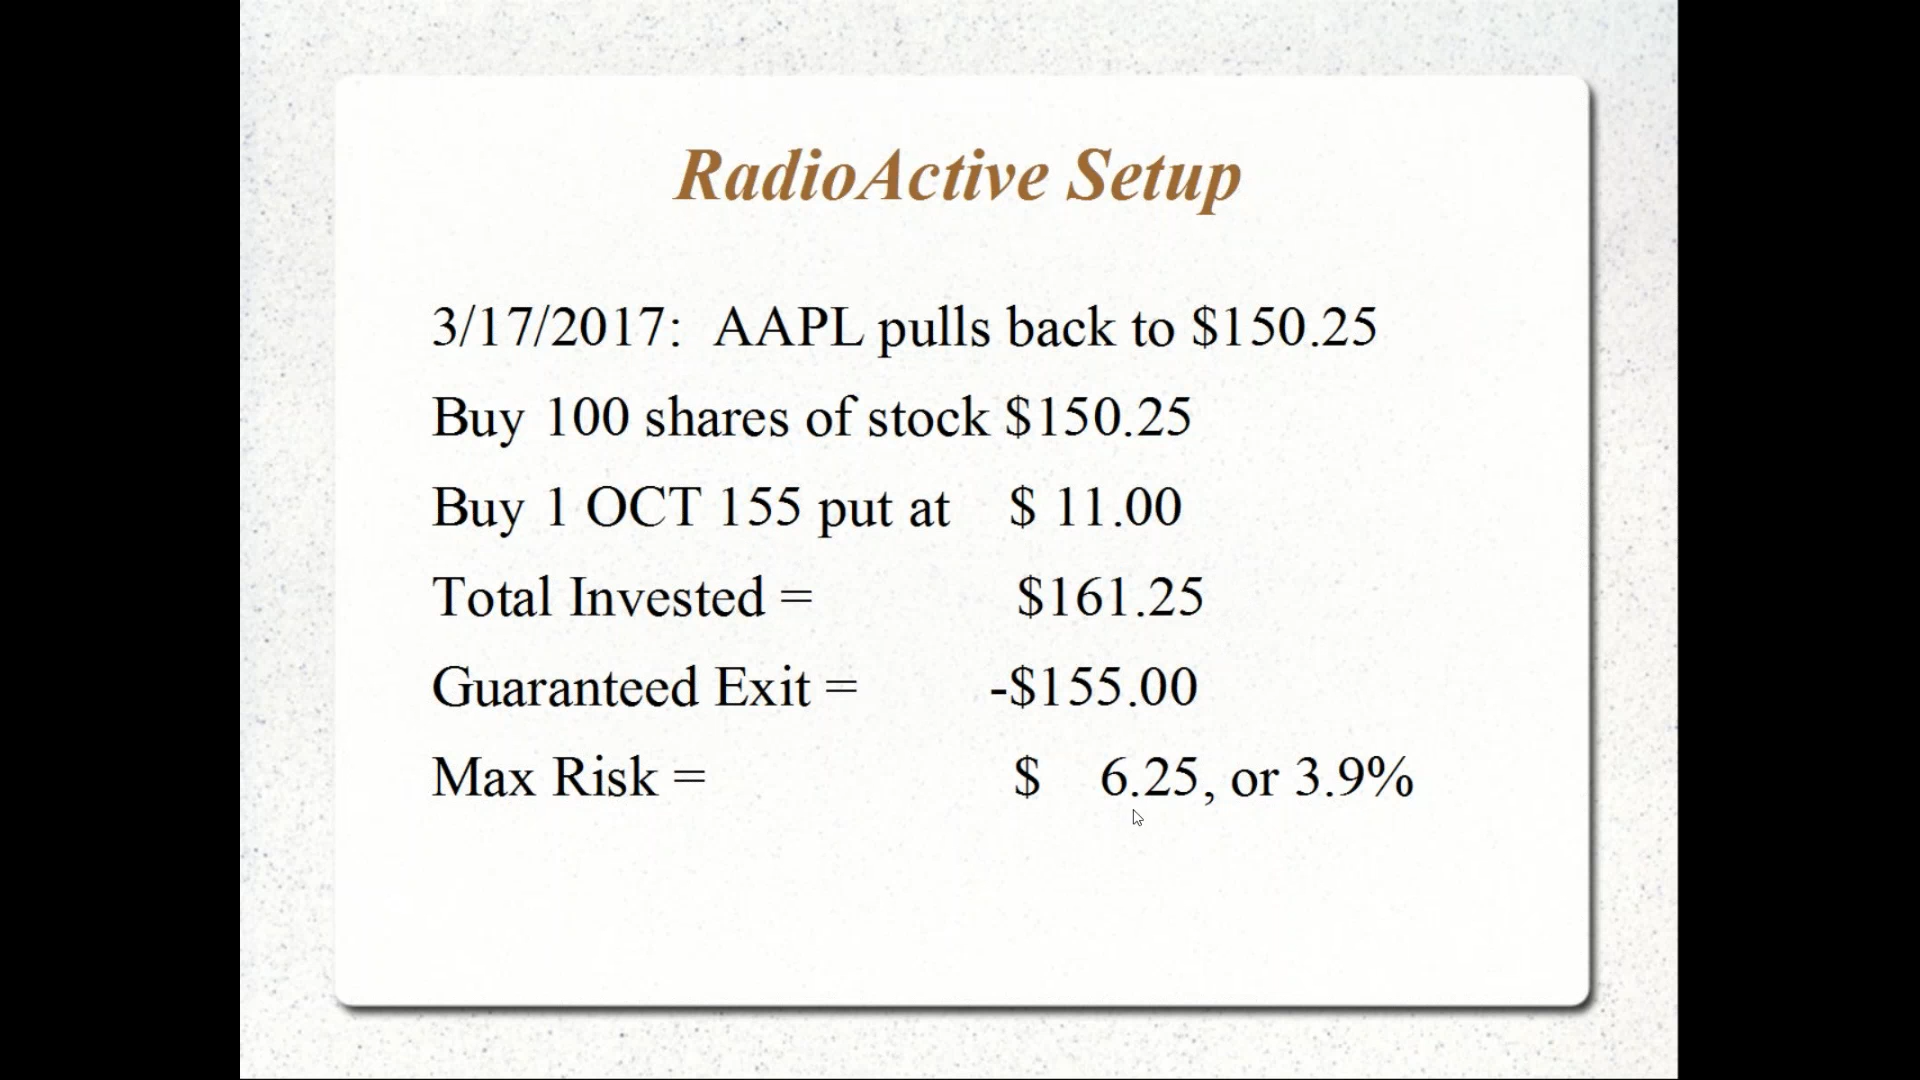 RadioActive Setup
3/17/2017: AAPL pulls back to $150.25
Buy 100 shares of stock $150.25
Buy 1 OCT 155 put at $ 11.00
Total Invested = $161.25
Guaranteed Exit = -$155.00
Max Risk = $ 6.25, or 3.9%